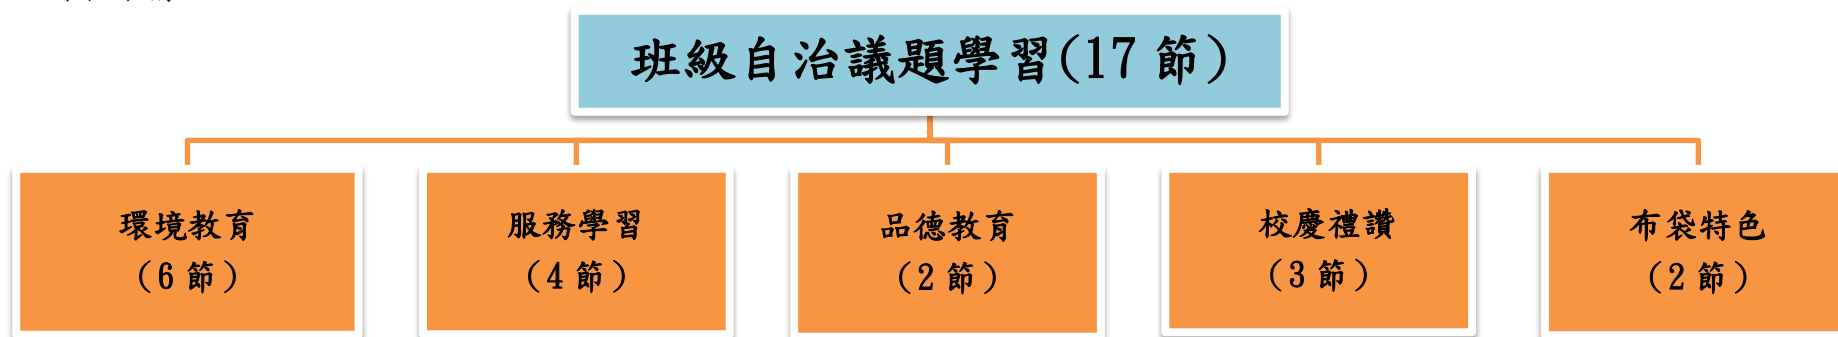 班級自治議題學習(17 節)
環境教育
(6 節)
服務學習
(4 節)
品德教育
(2 節)
校慶禮讚
(3 節)
布袋特色
(2 節)